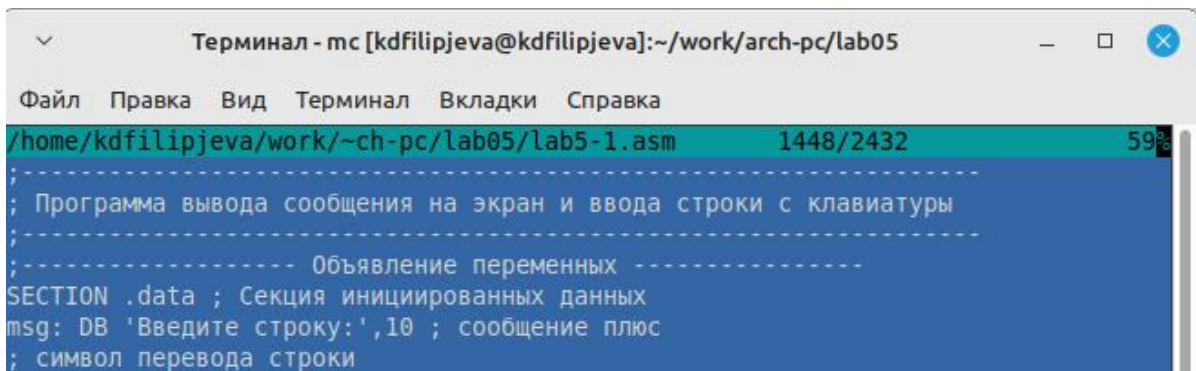 Терминал - mc [kdfilipjeva@kdfilipjeva]:~/work/arch-pc/lab05
Файл Правка Вид Терминал Вкладки Справка
/home/kdfilipjeva/work/~ch-pc/lab05/lab5-1.asm 1448/2432 59%
;------------------------------------------------------------------
; Программа вывода сообщения на экран и ввода строки с клавиатуры
;------------------------------------------------------------------
;------------------- Объявление переменных ----------------
SECTION .data ; Секция инициированных данных
msg: DB 'Введите строку:',10 ; сообщение плюс
; символ перевода строки